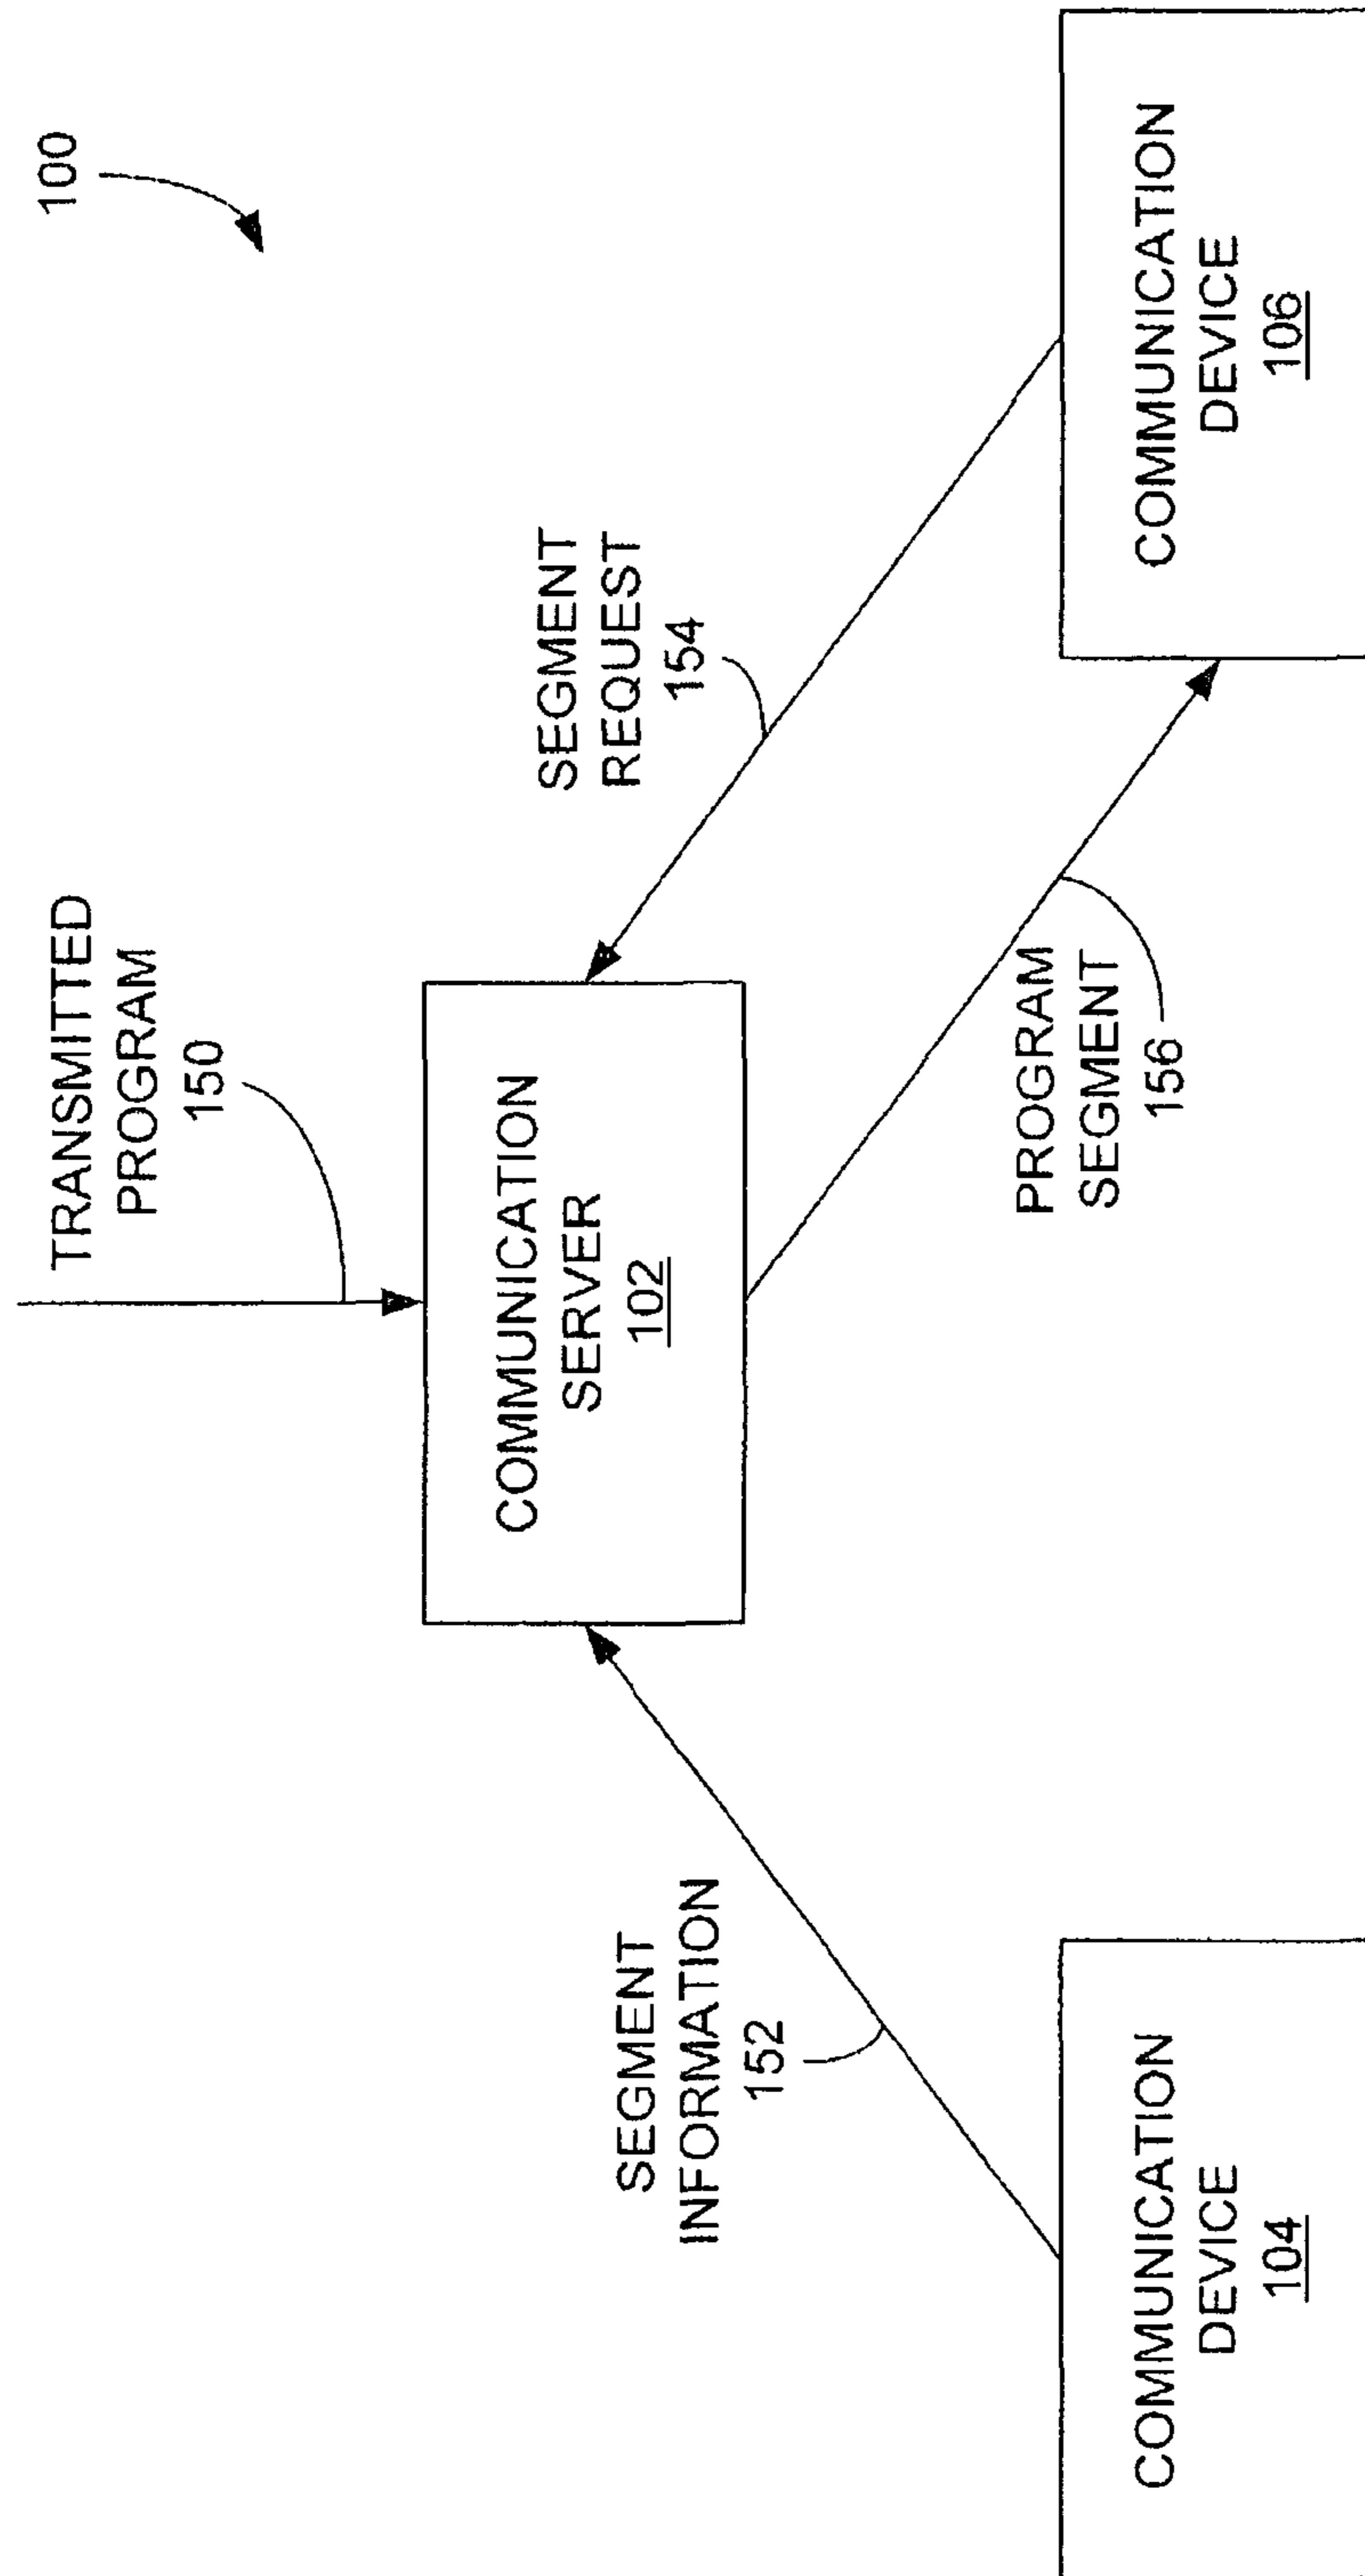 100
TRANSMITTED
PROGRAM
150
SEGMENT
REQUEST
154
COMMUNICATION
SERVER
102
SEGMENT
INFORMATION
152
PROGRAM
SEGMENT
156
COMMUNICATION
DEVICE
104
COMMUNICATION
DEVICE
106